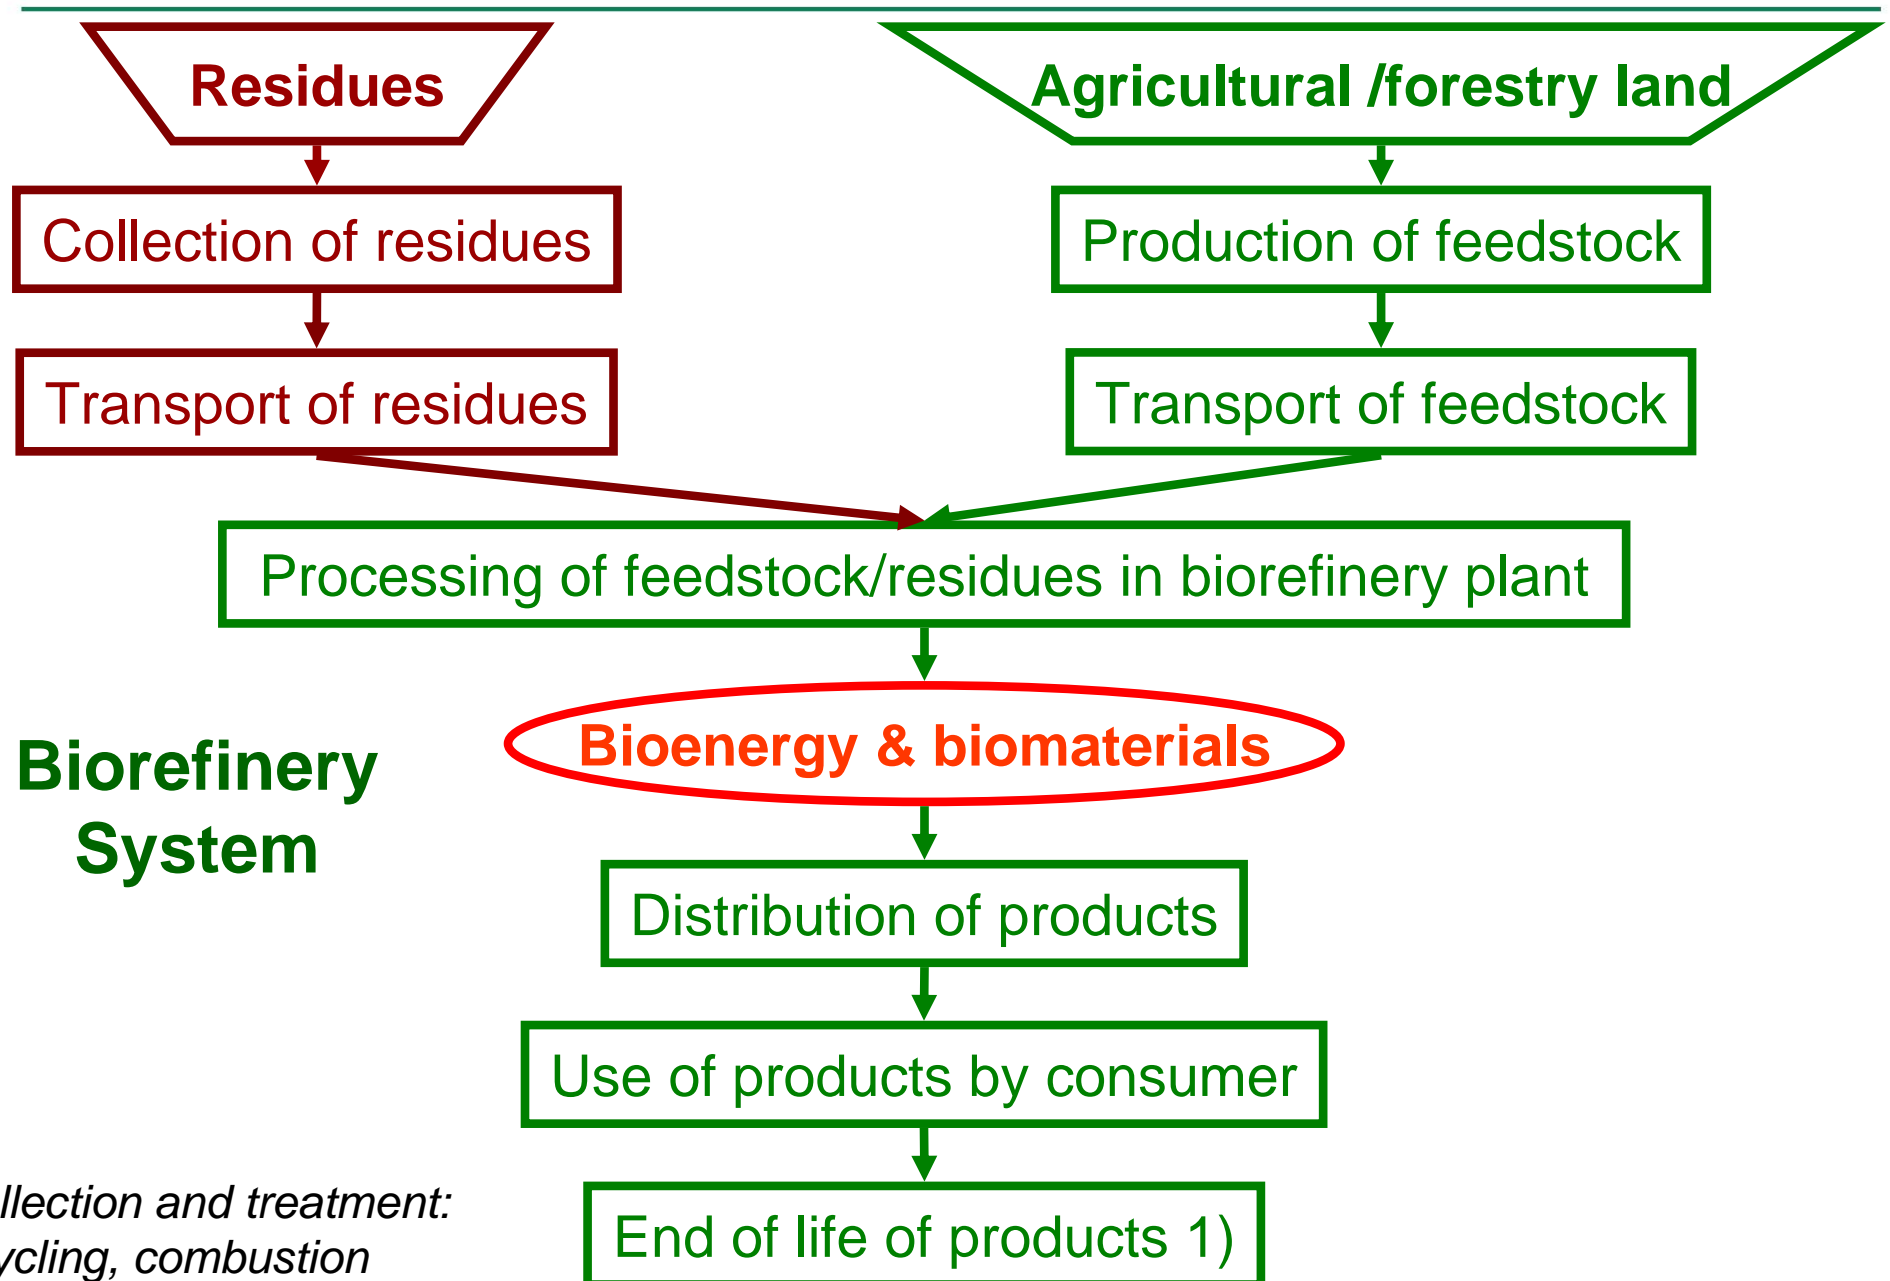 Residues
Agricultural /forestry land
Collection of residues
Production of feedstock
Transport of residues
Transport of feedstock
Processing of feedstock/residues in biorefinery plant
Bioenergy & biomaterials
Biorefinery
System
Distribution of products
Use of products by consumer
End of life of products 1)
llection and treatment:
ycling, combustion